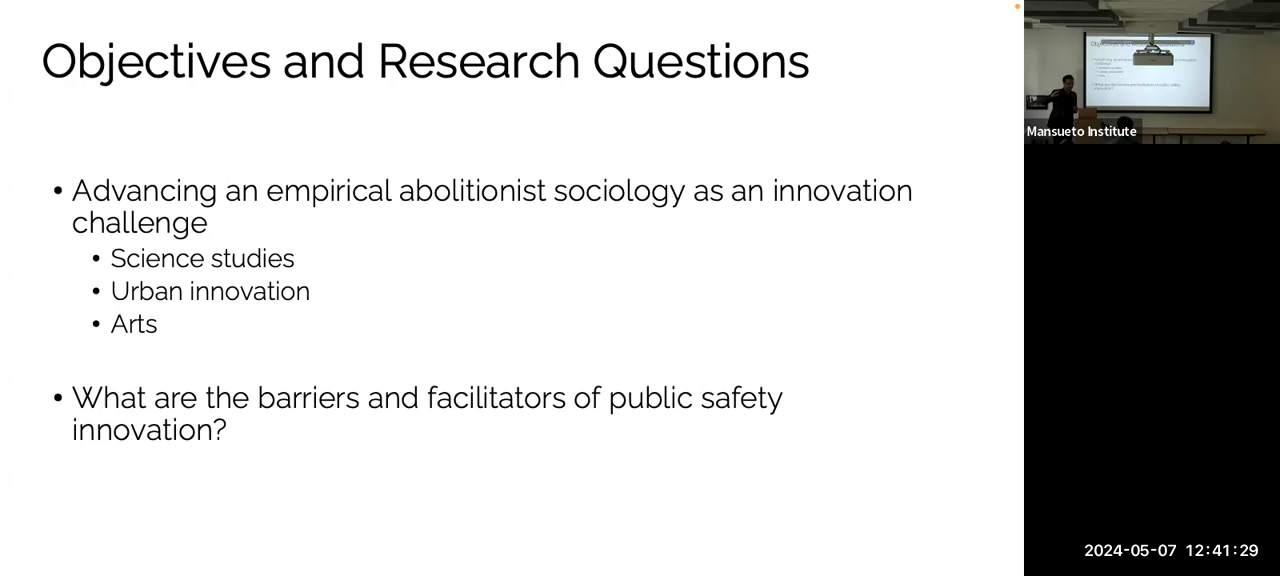 Objectives and Research Questions
• Advancing an empirical abolitionist sociology as an innovation
challenge
• Science studies
• Urban innovation
• Arts
• What are the barriers and facilitators of public safety
innovation?
Mansueto Institute
2024-05-07 12:41:29